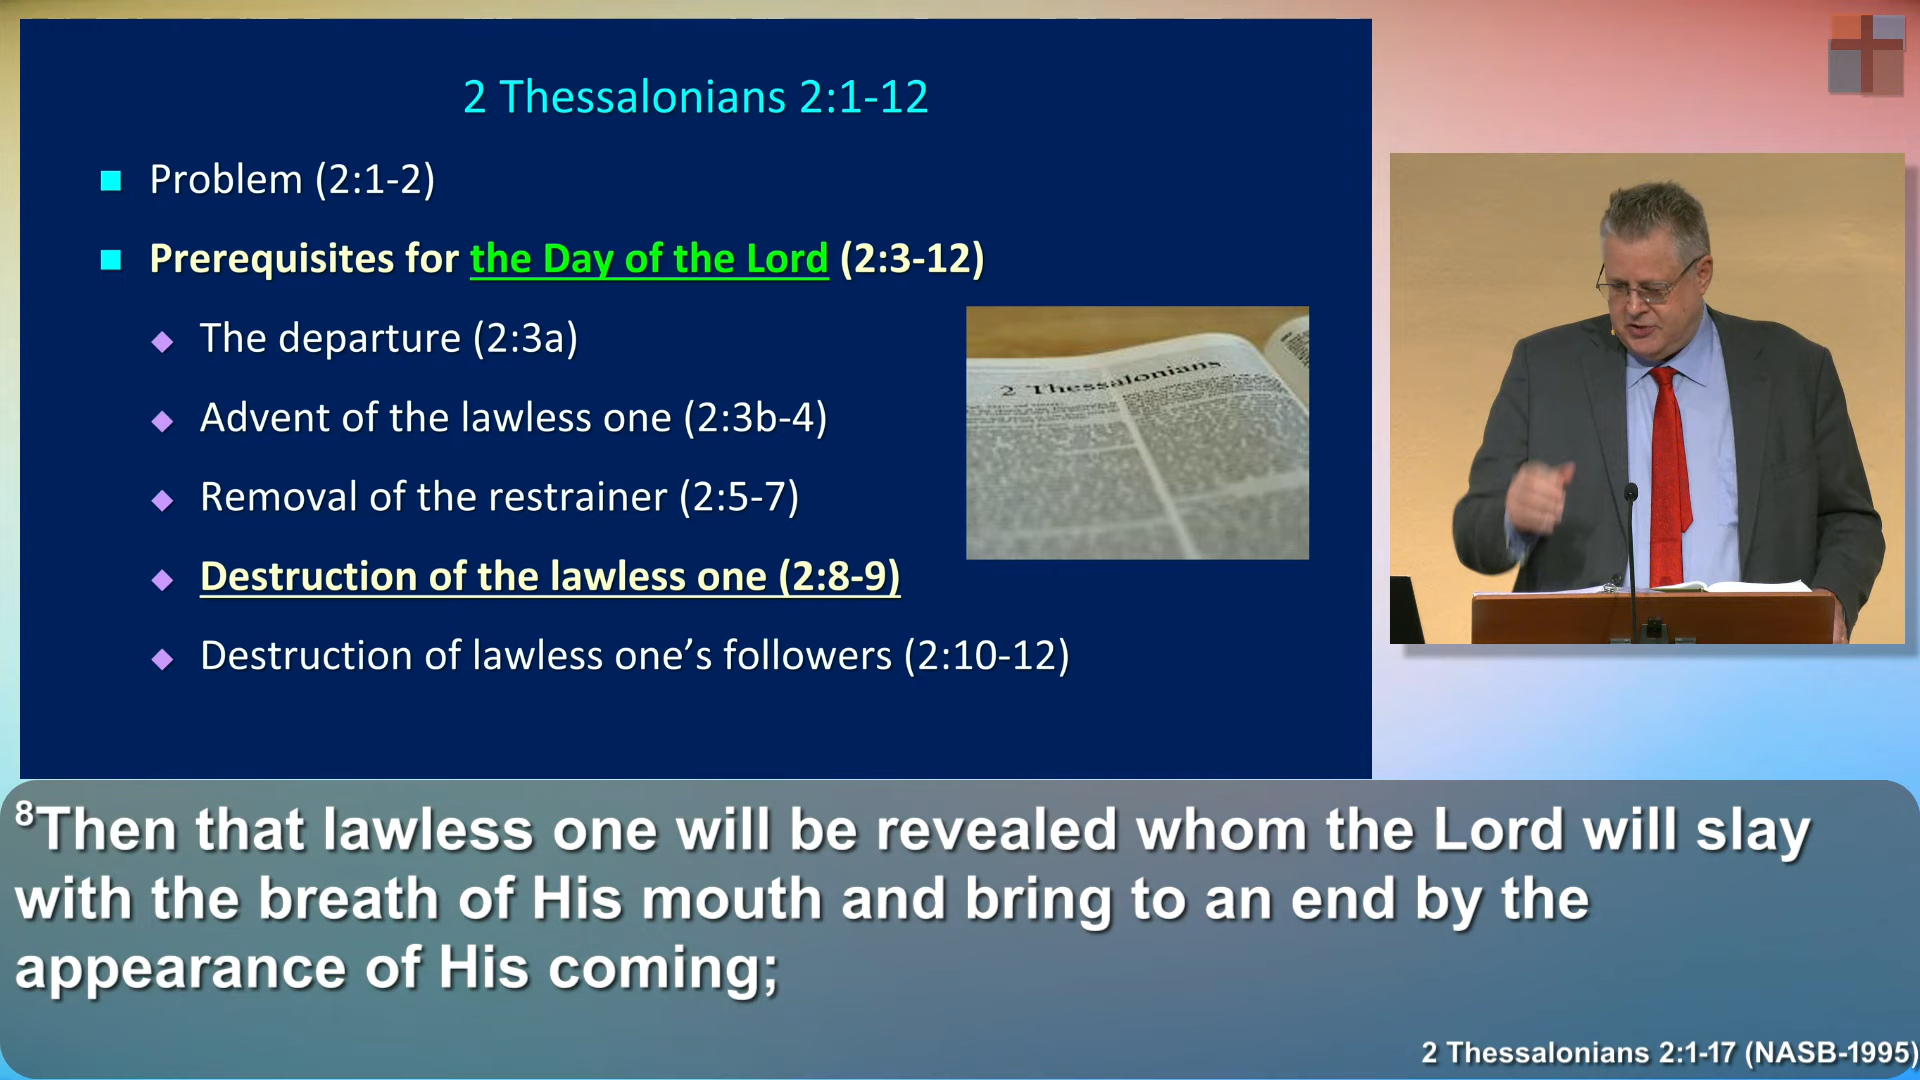 2 Thessalonians 2:1-12
Problem (2:1-2)
Prerequisites for the Day of the Lord (2:3-12)
The departure (2:3a)
Advent of the lawless one (2:3b-4)
Removal of the restrainer (2:5-7)
Destruction of the lawless one (2:8-9)
Destruction of lawless one’s followers (2:10-12)
2 Thessalonians
8Then that lawless one will be revealed whom the Lord will slay
with the breath of His mouth and bring to an end by the
appearance of His coming;
2 Thessalonians 2:1-17 (NASB-1995)